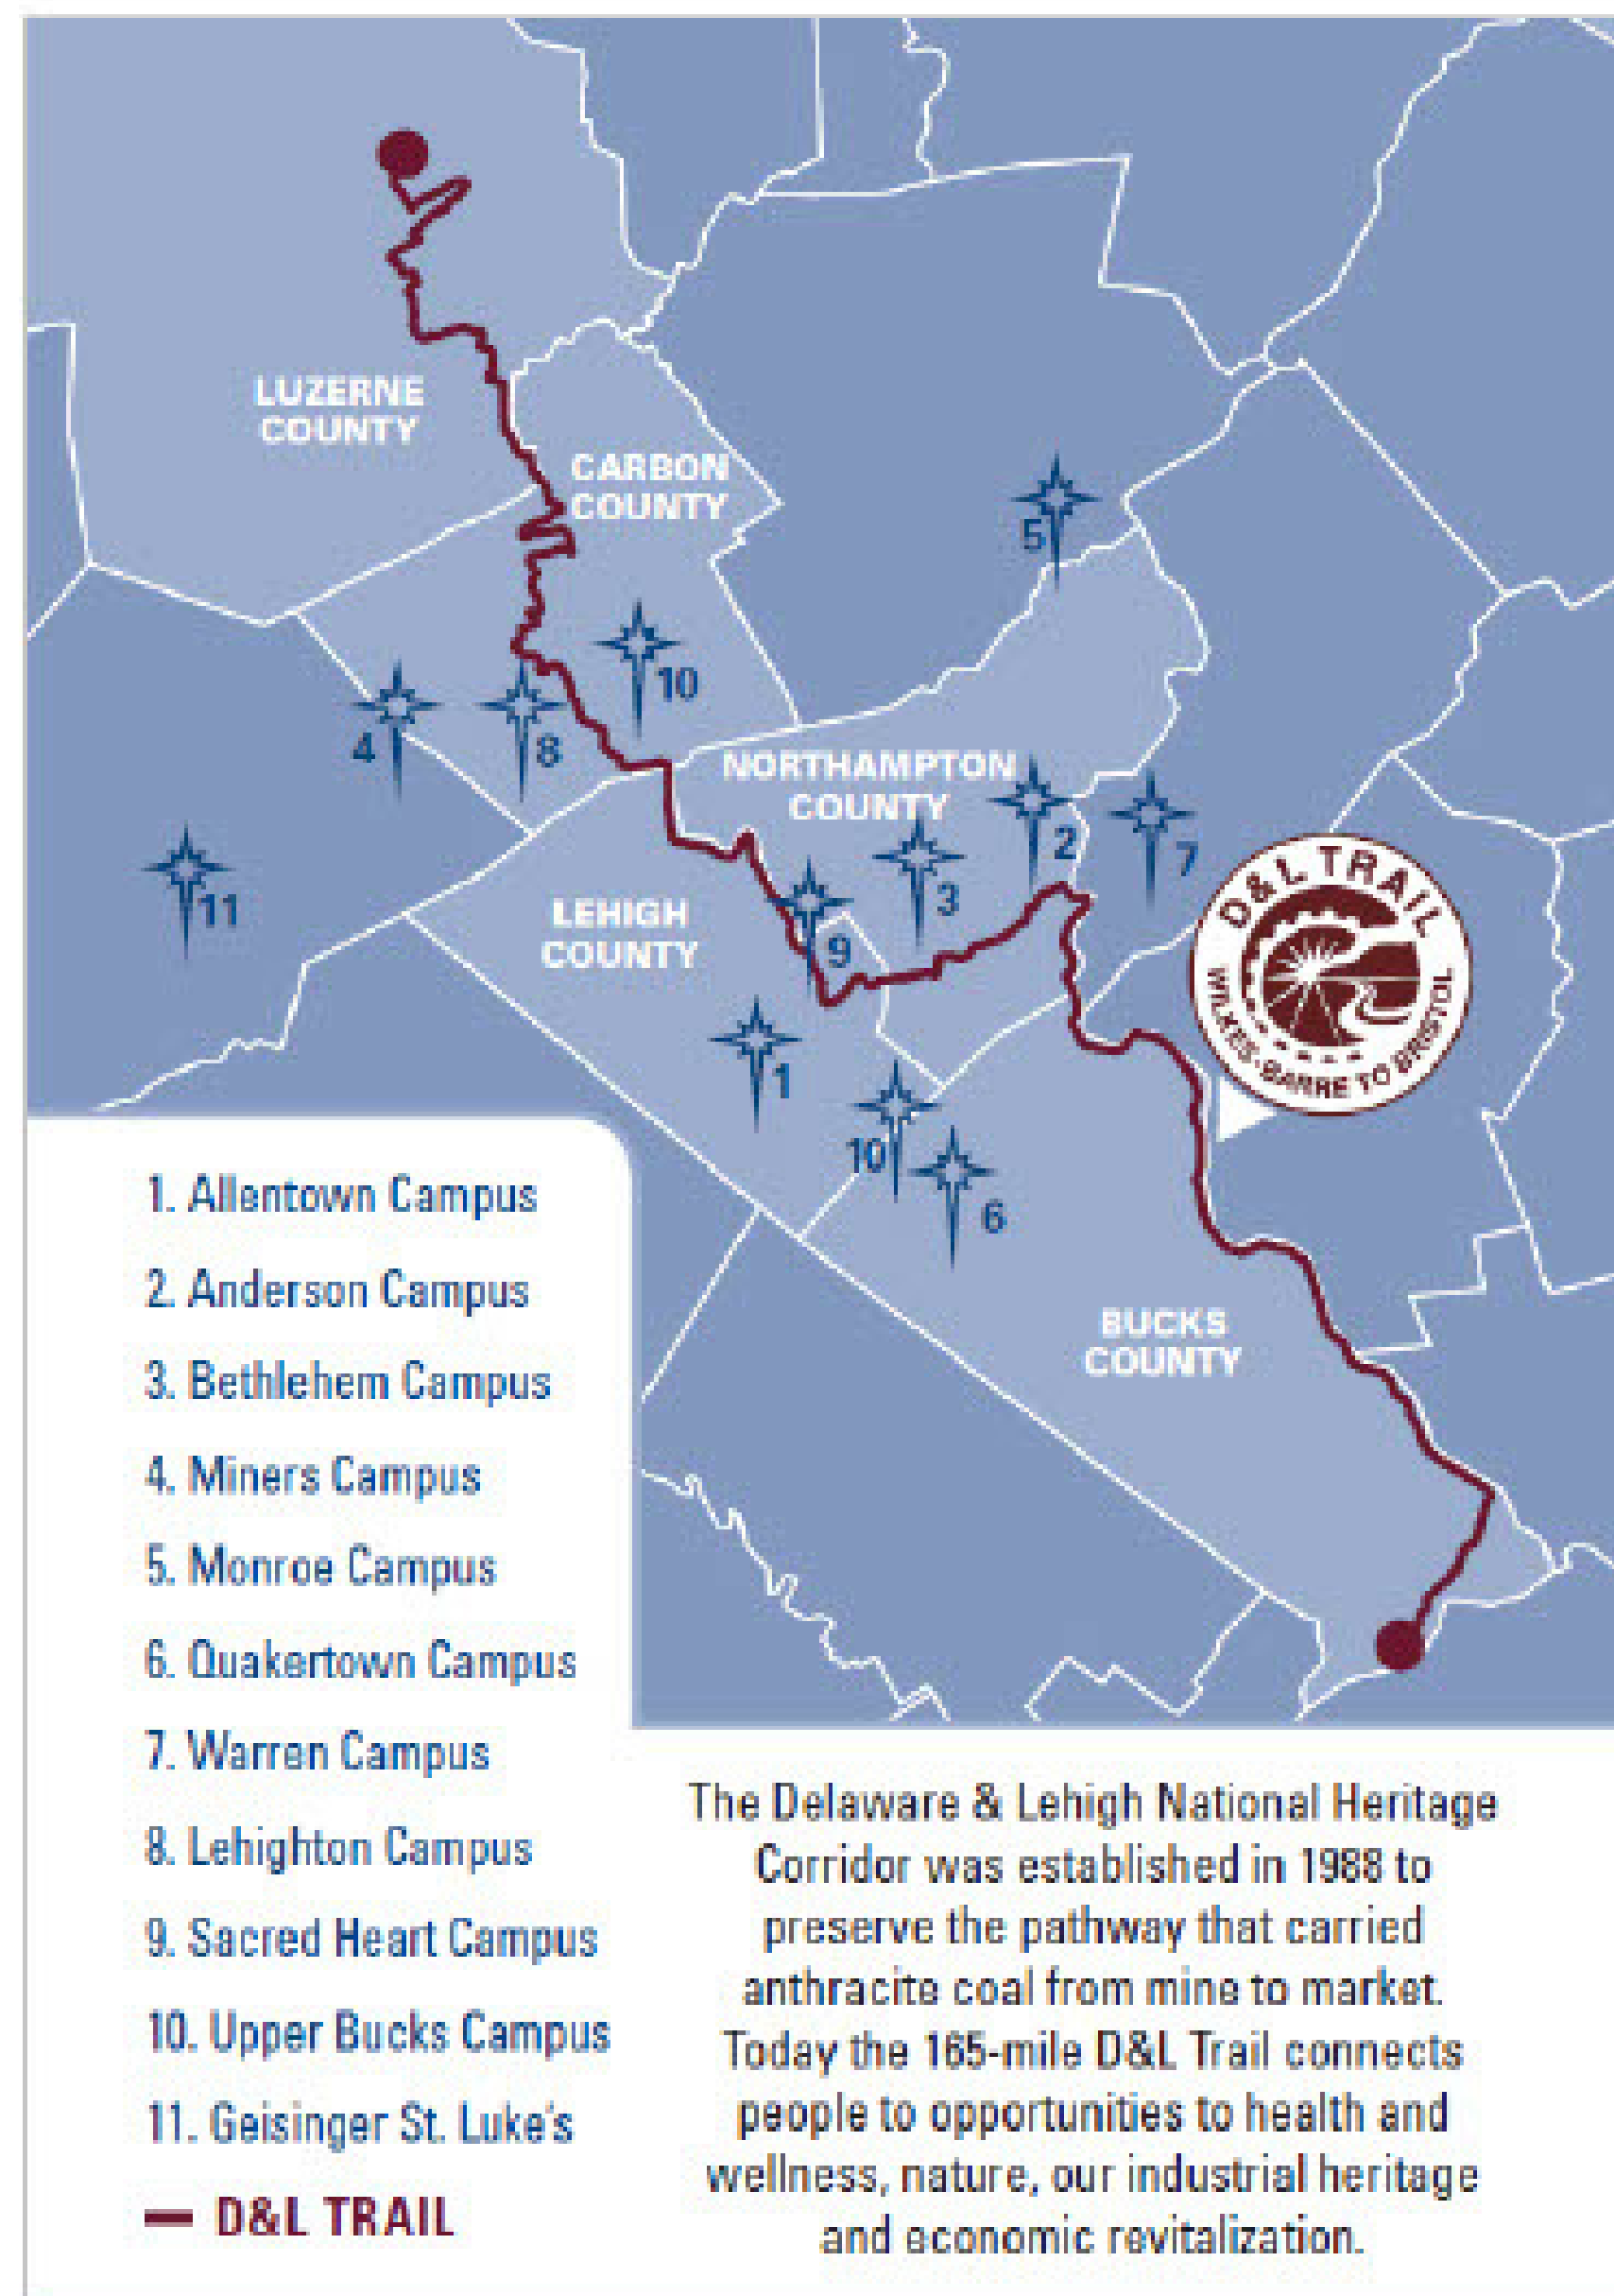 LUZERNE
COUNTY
CARBON
COUNTY
5
10
4
8
NORTHAMPTON
COUNTY
2
7
11
3
LEHIGH
COUNTY
9
D&L TRAIL
WILKES-BARRE TO BRISTOL
1
10
6
BUCKS
COUNTY
1. Allentown Campus
2. Anderson Campus
3. Bethlehem Campus
4. Miners Campus
5. Monroe Campus
6. Quakertown Campus
7. Warren Campus
8. Lehighton Campus
9. Sacred Heart Campus
10. Upper Bucks Campus
11. Geisinger St. Luke's
D&L TRAIL
The Delaware & Lehigh National Heritage
Corridor was established in 1988 to
preserve the pathway that carried
anthracite coal from mine to market.
Today the 165-mile D&L Trail connects
people to opportunities to health and
wellness, nature, our industrial heritage
and economic revitalization.